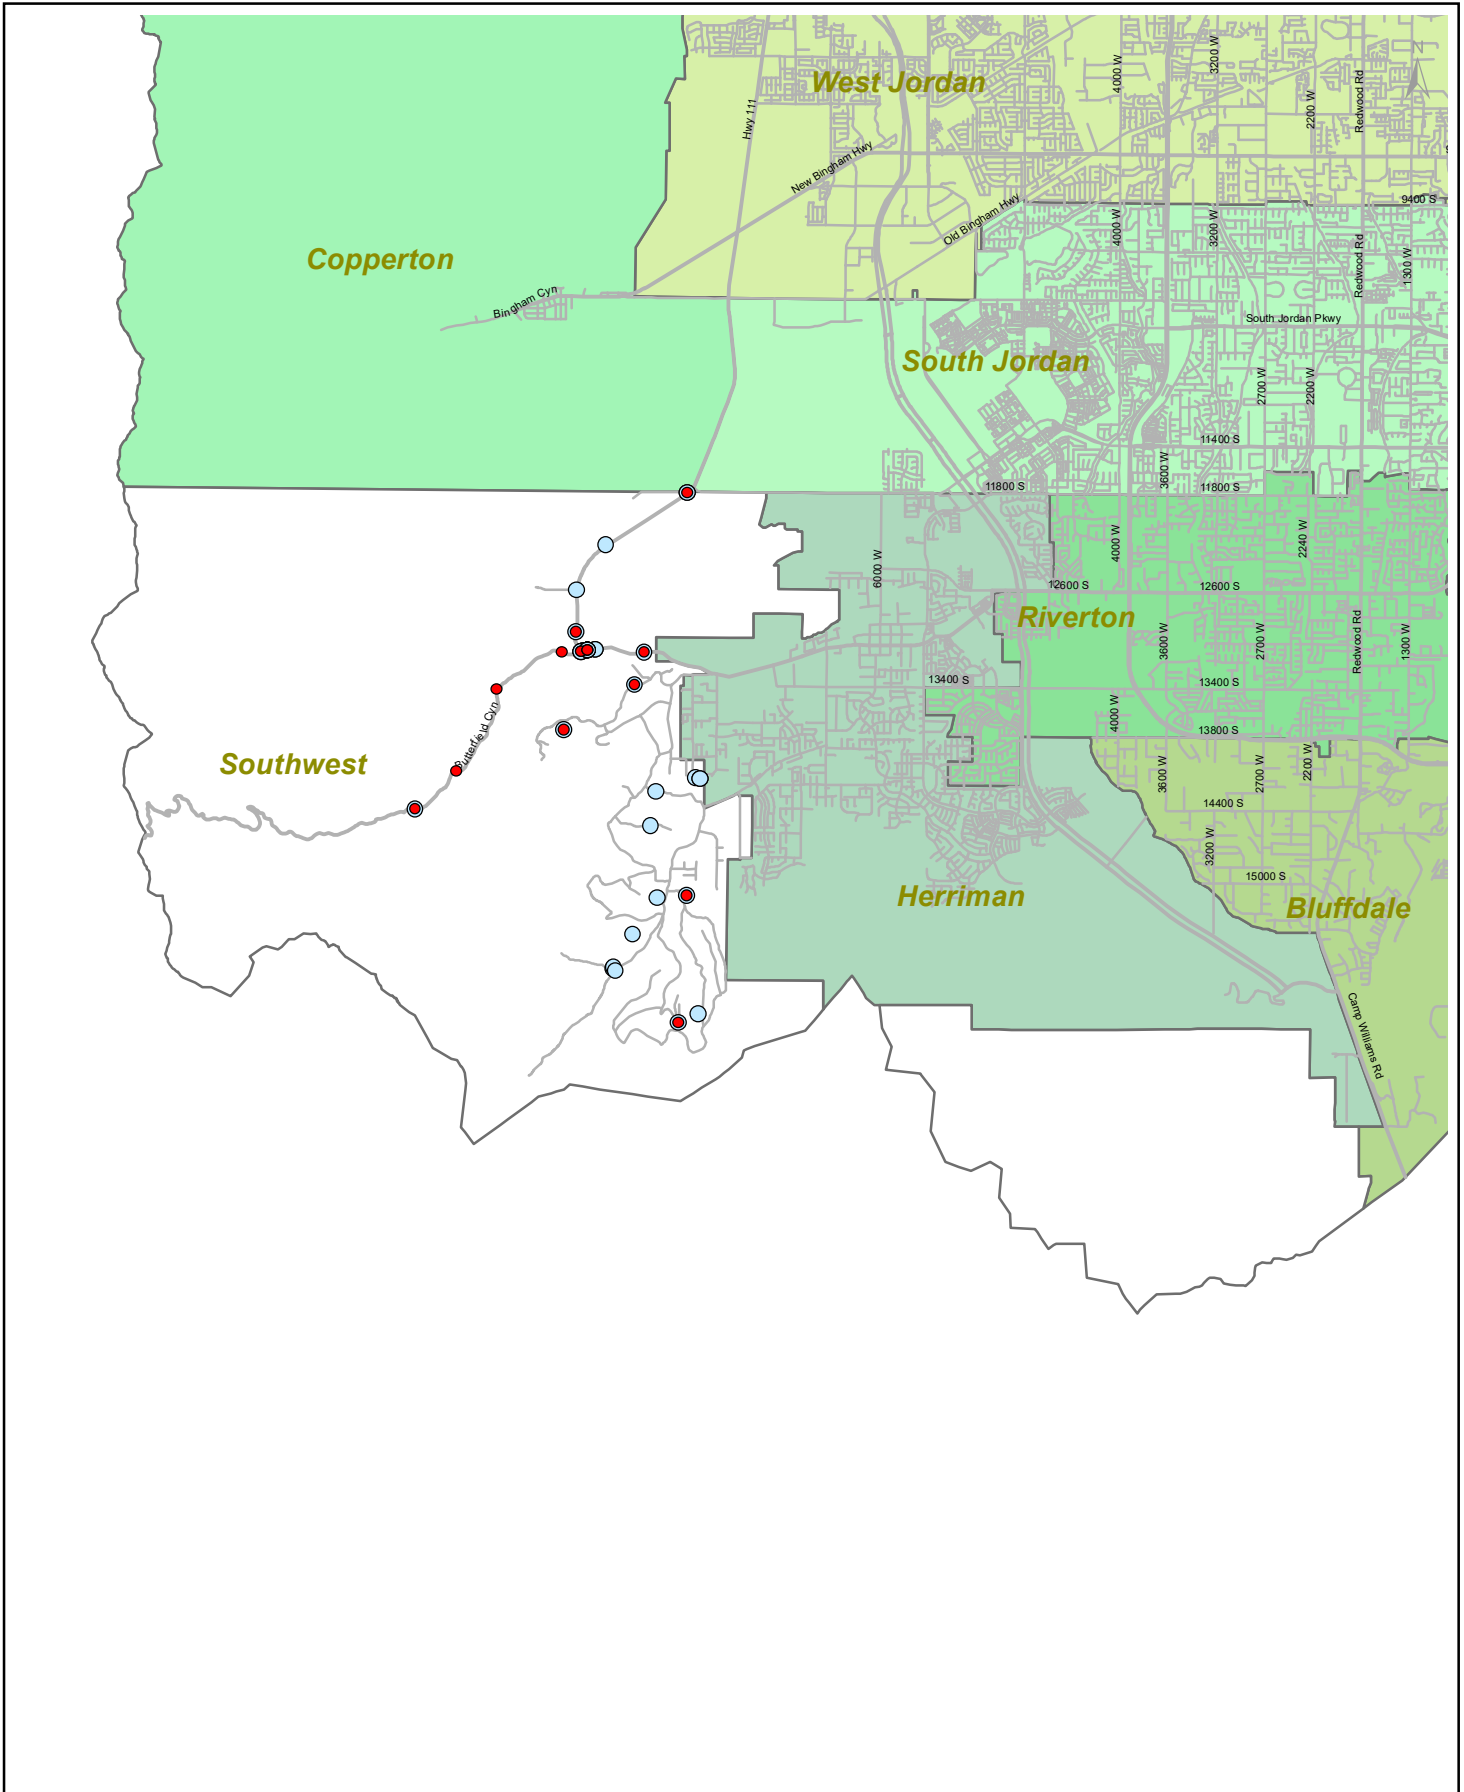 West Jordan
3200 W
4000 W
Redwood Rd
2200 W
N
Hwy 111
New Bingham Hwy
Old Bingham Hwy
9400 S
4000 W
3200 W
Redwood Rd
1300 W
Copperton
Bingham Cyn
South Jordan Pkwy
South Jordan
2700 W
2200 W
11400 S
3600 W
11800 S
11800 S
6000 W
4000 W
2240 W
12600 S
12600 S
Riverton
3600 W
2700 W
Redwood Rd
1300 W
13400 S
13400 S
4000 W
13800 S
Butterfield Cyn
Southwest
3600 W
2700 W
2200 W
14400 S
3200 W
15000 S
Herriman
Bluffdale
Camp Williams Rd